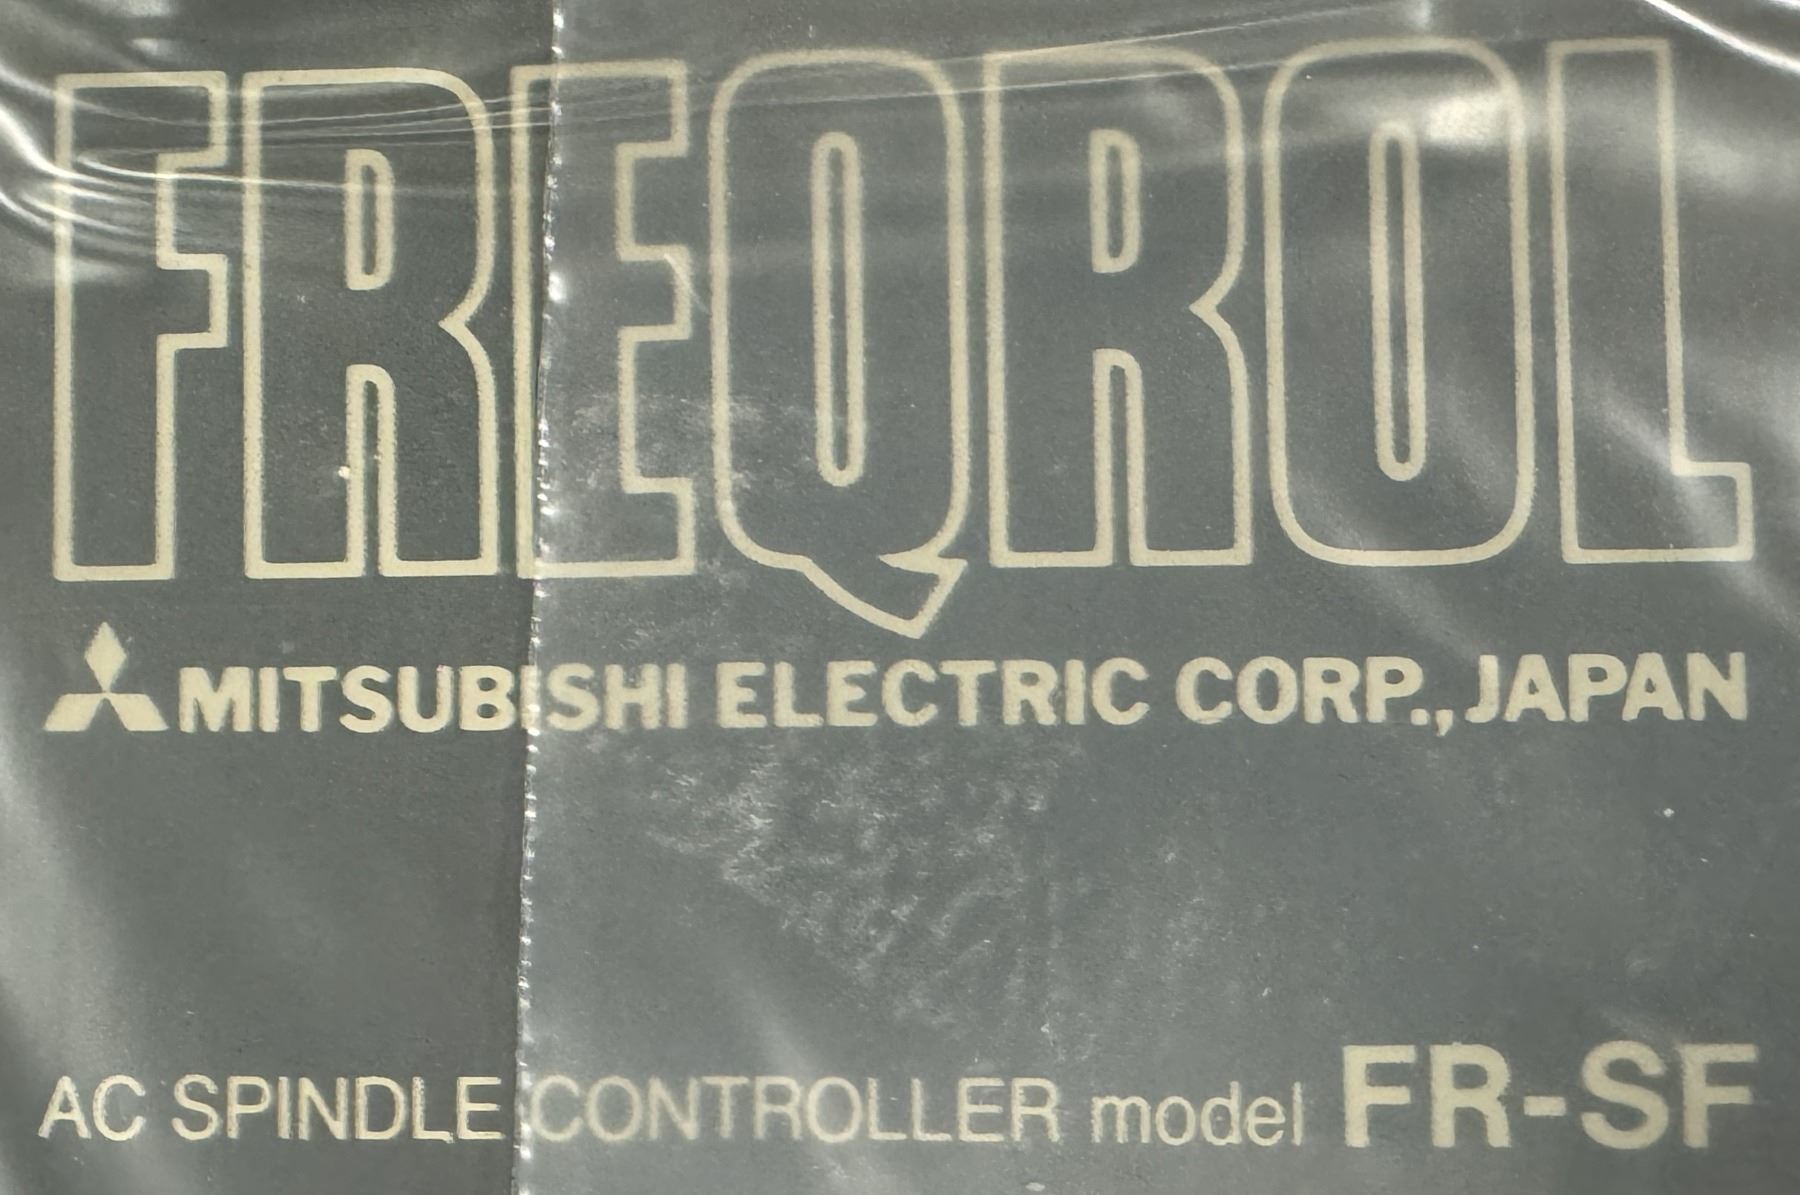 FREQROL
MITSUBISHI ELECTRIC CORP., JAPAN
AC SPINDLE CONTROLLER model FR-SF